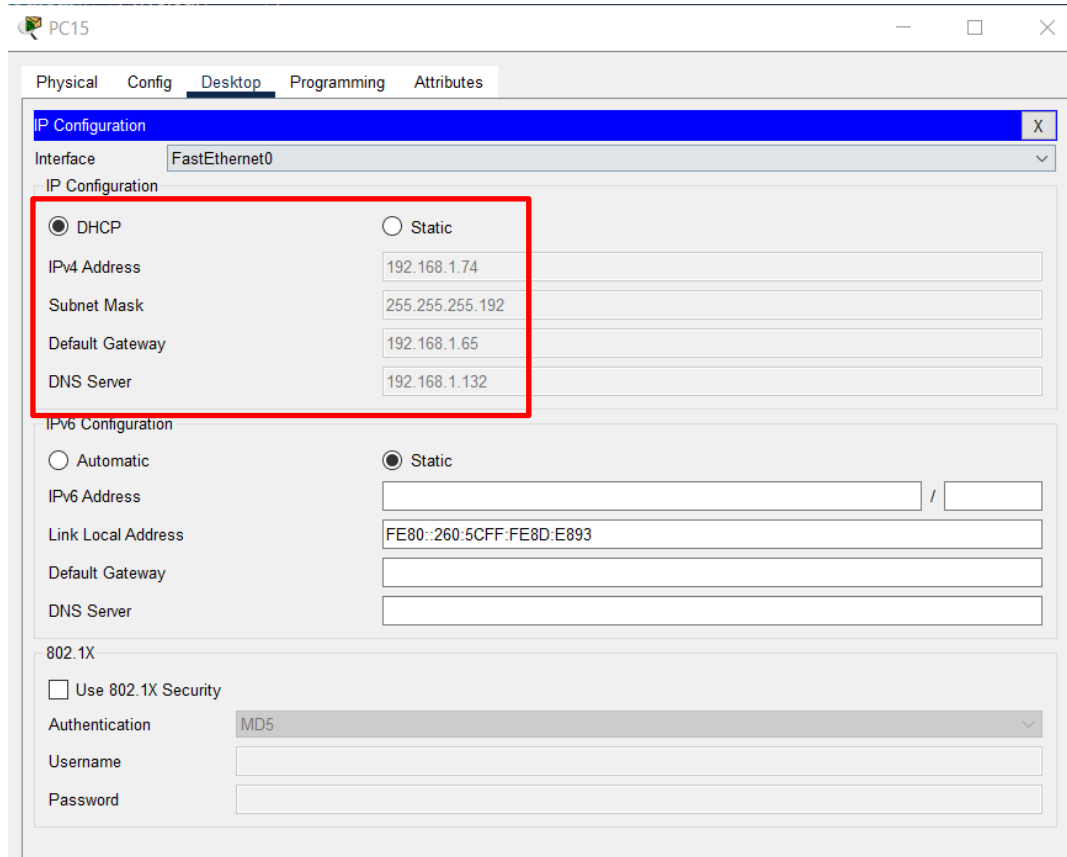 PC15
Physical Config Desktop Programming Attributes
IP Configuration X
Interface FastEthernet0
IP Configuration
DHCP Static
IPv4 Address 192.168.1.74
Subnet Mask 255.255.255.192
Default Gateway 192.168.1.65
DNS Server 192.168.1.132
IPv6 Configuration
Automatic Static
IPv6 Address /
Link Local Address FE80::260:5CFF:FE8D:E893
Default Gateway
DNS Server
802.1X
Use 802.1X Security
Authentication MD5
Username
Password